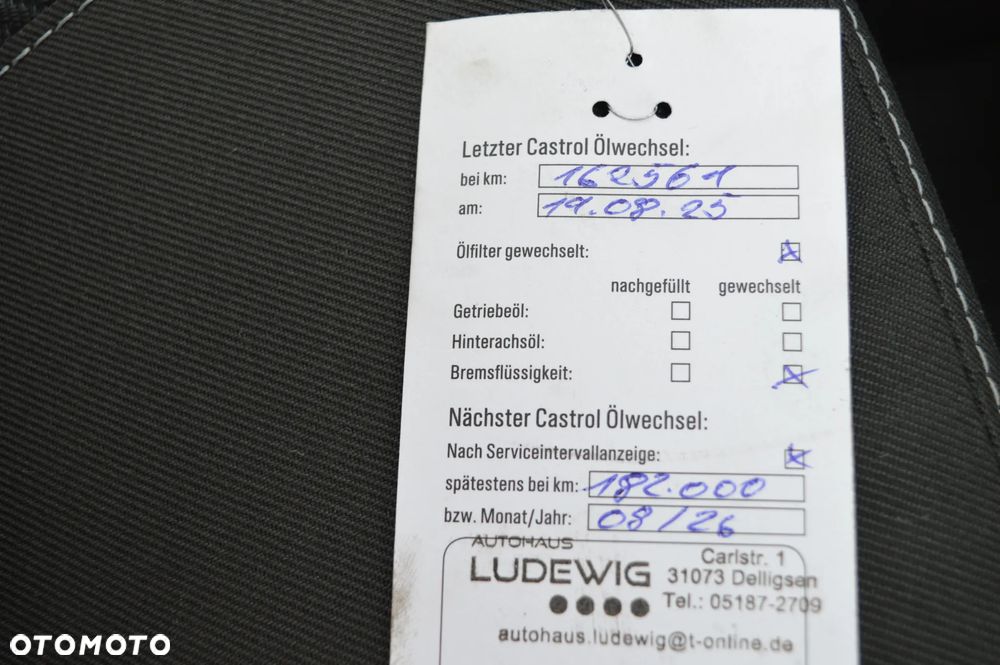 Letzter Castrol Ölwechsel:
bei km: 162561
am: 19.08.25
Ölfilter gewechselt:
nachgefüllt gewechselt
Getriebeöl:
Hinterachsöl:
Bremsflüssigkeit:
Nächster Castrol Ölwechsel:
Nach Serviceintervallanzeige:
spätestens bei km: 182.000
bzw. Monat/Jahr: 08/26
AUTOHAUS
LUDEWIG
Carlstr. 1
31073 Delligsen
Tel.: 05187-2709
autohaus.ludewig@t-online.de
OTOMOTO